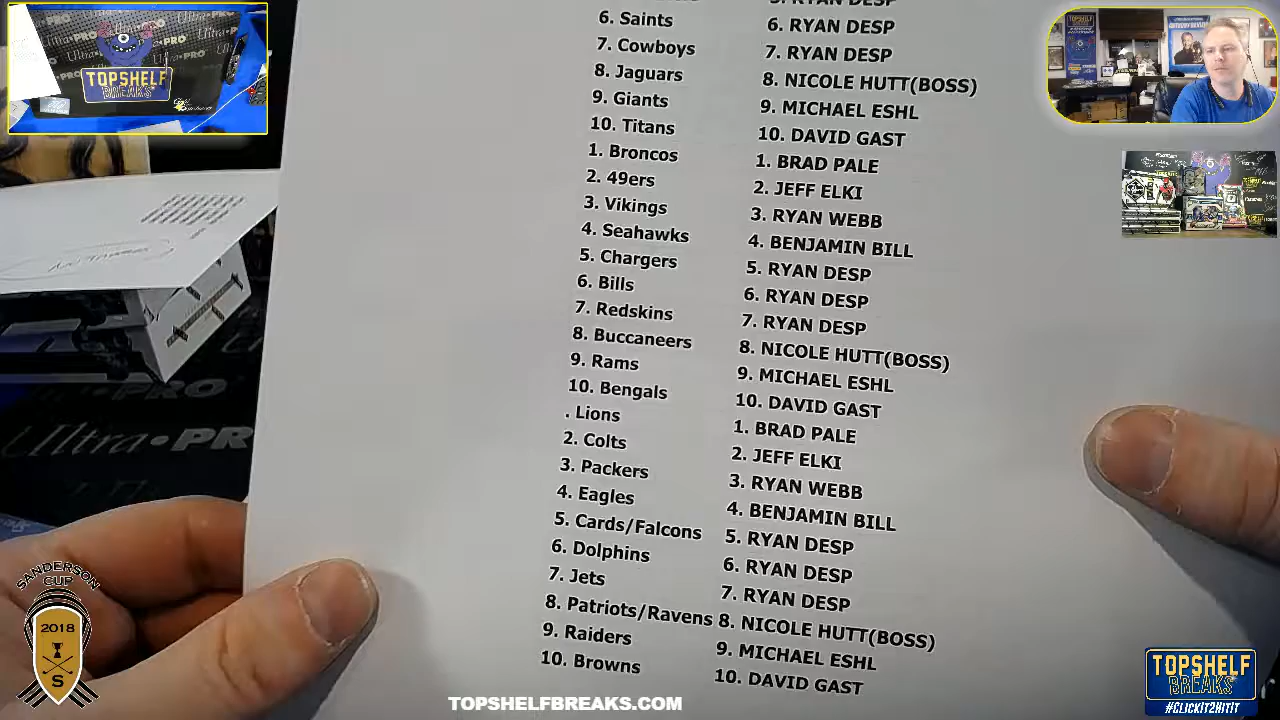 5. RYAN DESP
6. Saints 6. RYAN DESP
7. Cowboys 7. RYAN DESP
8. Jaguars 8. NICOLE HUTT(BOSS)
9. Giants 9. MICHAEL ESHL
10. Titans 10. DAVID GAST
1. Broncos 1. BRAD PALE
2. 49ers 2. JEFF ELKI
3. Vikings 3. RYAN WEBB
4. Seahawks 4. BENJAMIN BILL
5. Chargers 5. RYAN DESP
6. Bills 6. RYAN DESP
7. Redskins 7. RYAN DESP
8. Buccaneers 8. NICOLE HUTT(BOSS)
9. Rams 9. MICHAEL ESHL
10. Bengals 10. DAVID GAST
. Lions 1. BRAD PALE
2. Colts 2. JEFF ELKI
3. Packers 3. RYAN WEBB
4. Eagles 4. BENJAMIN BILL
5. Cards/Falcons 5. RYAN DESP
6. Dolphins 6. RYAN DESP
7. Jets 7. RYAN DESP
8. Patriots/Ravens 8. NICOLE HUTT(BOSS)
9. Raiders 9. MICHAEL ESHL
10. Browns 10. DAVID GAST
TOPSHELFBREAKS.COM
TOPSHELF
BREAKS
#CLICKIT2HITIT
SANDERSON
CUP
2018
S
TOPSHELF
BREAKS
Ultra•PRO